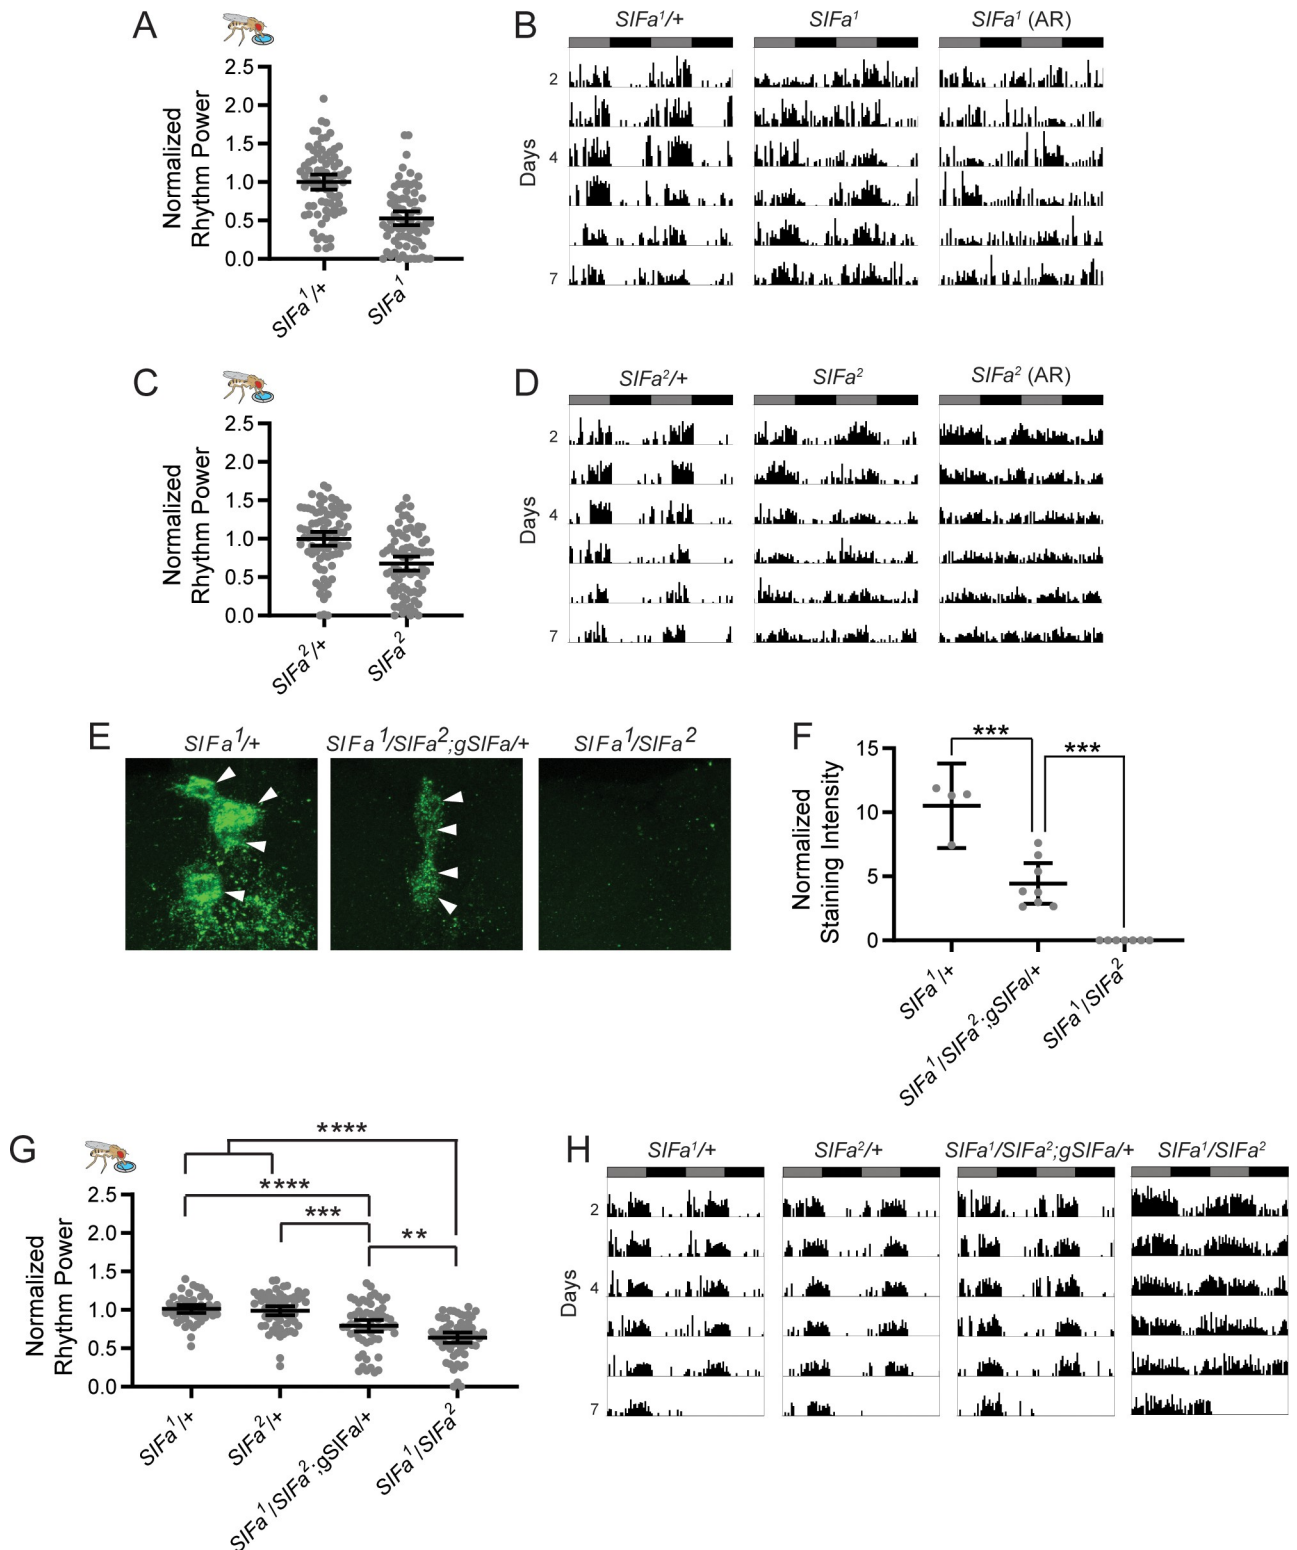 A
Normalized
Rhythm Power
2.5
2.0
1.5
1.0
0.5
0.0
SIFa1/+
SIFa1
B
SIFa1/+
SIFa1
SIFa1 (AR)
Days
2
4
7
C
Normalized
Rhythm Power
2.5
2.0
1.5
1.0
0.5
0.0
SIFa2/+
SIFa2
D
SIFa2/+
SIFa2
SIFa2 (AR)
Days
2
4
7
E
SIFa1/+
SIFa1/SIFa2;gSIFa/+
SIFa1/SIFa2
F
Normalized
Staining Intensity
15
10
5
0
***
***
SIFa1/+
SIFa1/SIFa2;gSIFa/+
SIFa1/SIFa2
G
Normalized
Rhythm Power
2.5
2.0
1.5
1.0
0.5
0.0
****
****
***
**
SIFa1/+
SIFa2/+
SIFa1/SIFa2;gSIFa/+
SIFa1/SIFa2
H
SIFa1/+
SIFa2/+
SIFa1/SIFa2;gSIFa/+
SIFa1/SIFa2
Days
2
4
7